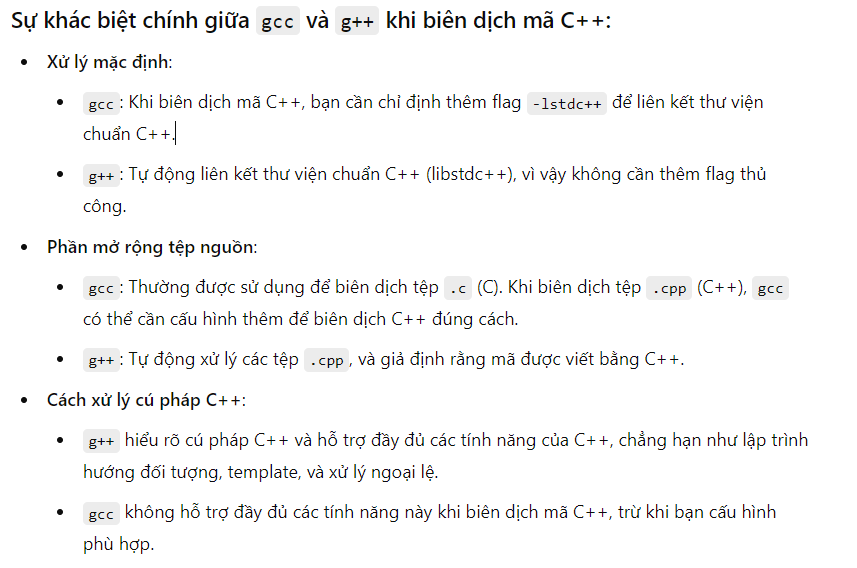 Sự khác biệt chính giữa gcc và g++ khi biên dịch mã C++:
• Xử lý mặc định:
• gcc: Khi biên dịch mã C++, bạn cần chỉ định thêm flag -lstdc++ để liên kết thư viện
chuẩn C++.
• g++: Tự động liên kết thư viện chuẩn C++ (libstdc++), vì vậy không cần thêm flag thủ
công.
• Phần mở rộng tệp nguồn:
• gcc: Thường được sử dụng để biên dịch tệp .c (C). Khi biên dịch tệp .cpp (C++), gcc
có thể cần cấu hình thêm để biên dịch C++ đúng cách.
• g++: Tự động xử lý các tệp .cpp, và giả định rằng mã được viết bằng C++.
• Cách xử lý cú pháp C++:
• g++ hiểu rõ cú pháp C++ và hỗ trợ đầy đủ các tính năng của C++, chẳng hạn như lập trình
hướng đối tượng, template, và xử lý ngoại lệ.
• gcc không hỗ trợ đầy đủ các tính năng này khi biên dịch mã C++, trừ khi bạn cấu hình
phù hợp.